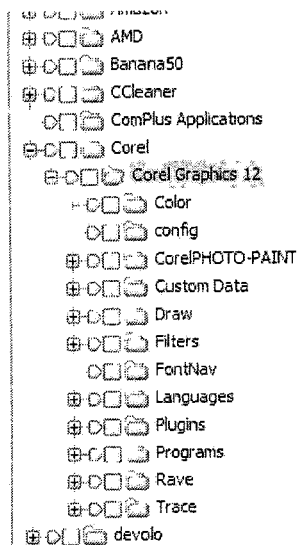 AMD
Banana50
CCleaner
ComPlus Applications
Corel
Corel Graphics 12
Color
config
CorelPHOTO-PAINT
Custom Data
Draw
Filters
FontNav
Languages
Plugins
Programs
Rave
Trace
devolo